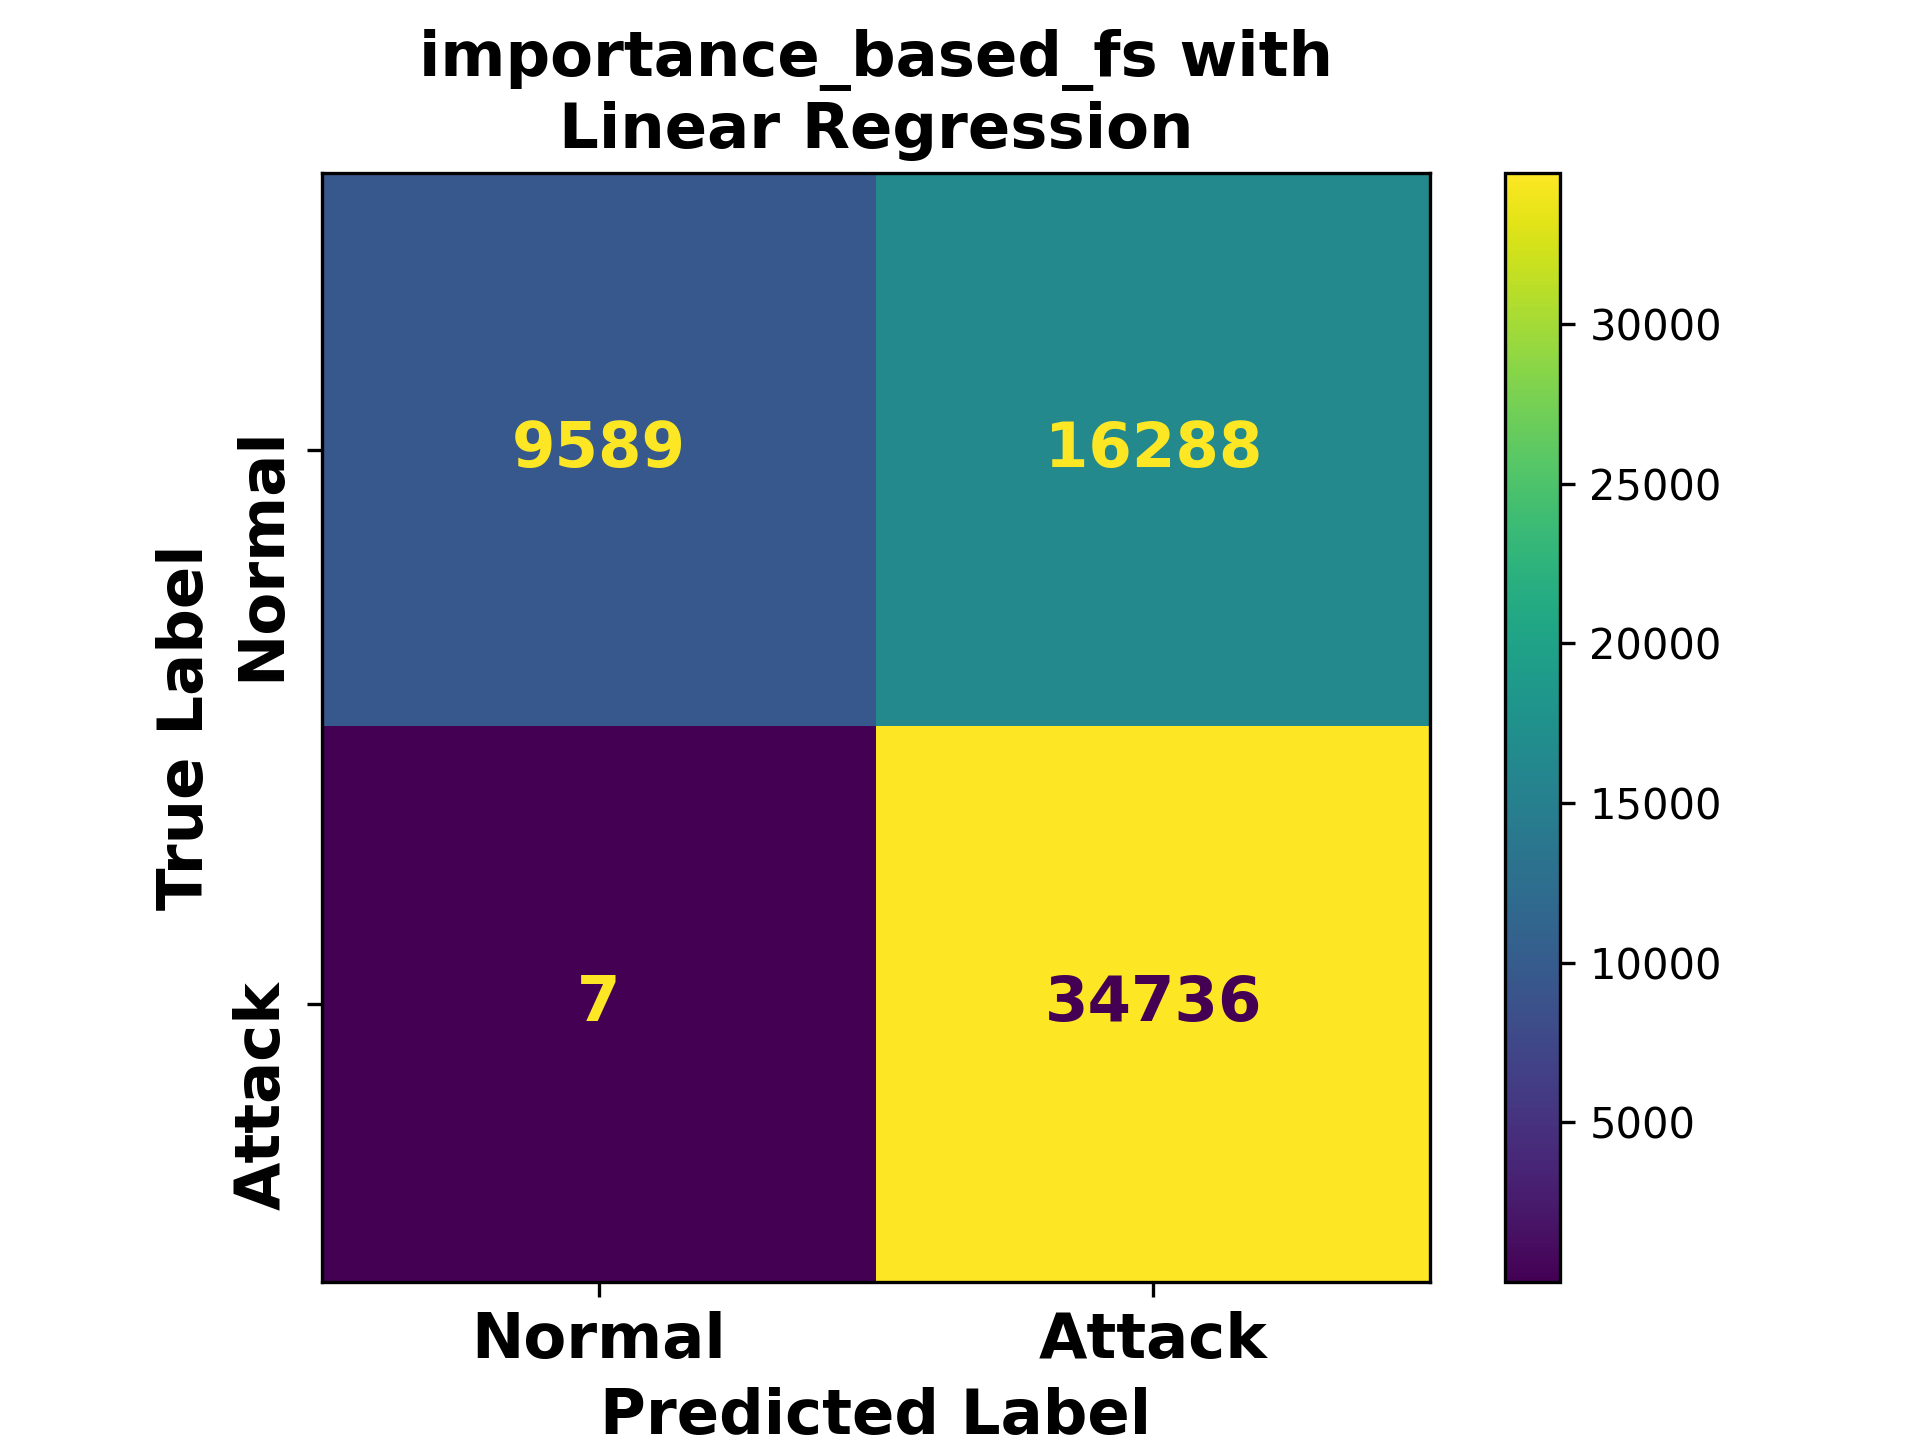 importance_based_fs with
Linear Regression
True Label
Normal
Attack
9589
16288
7
34736
Normal
Attack
Predicted Label
30000
25000
20000
15000
10000
5000